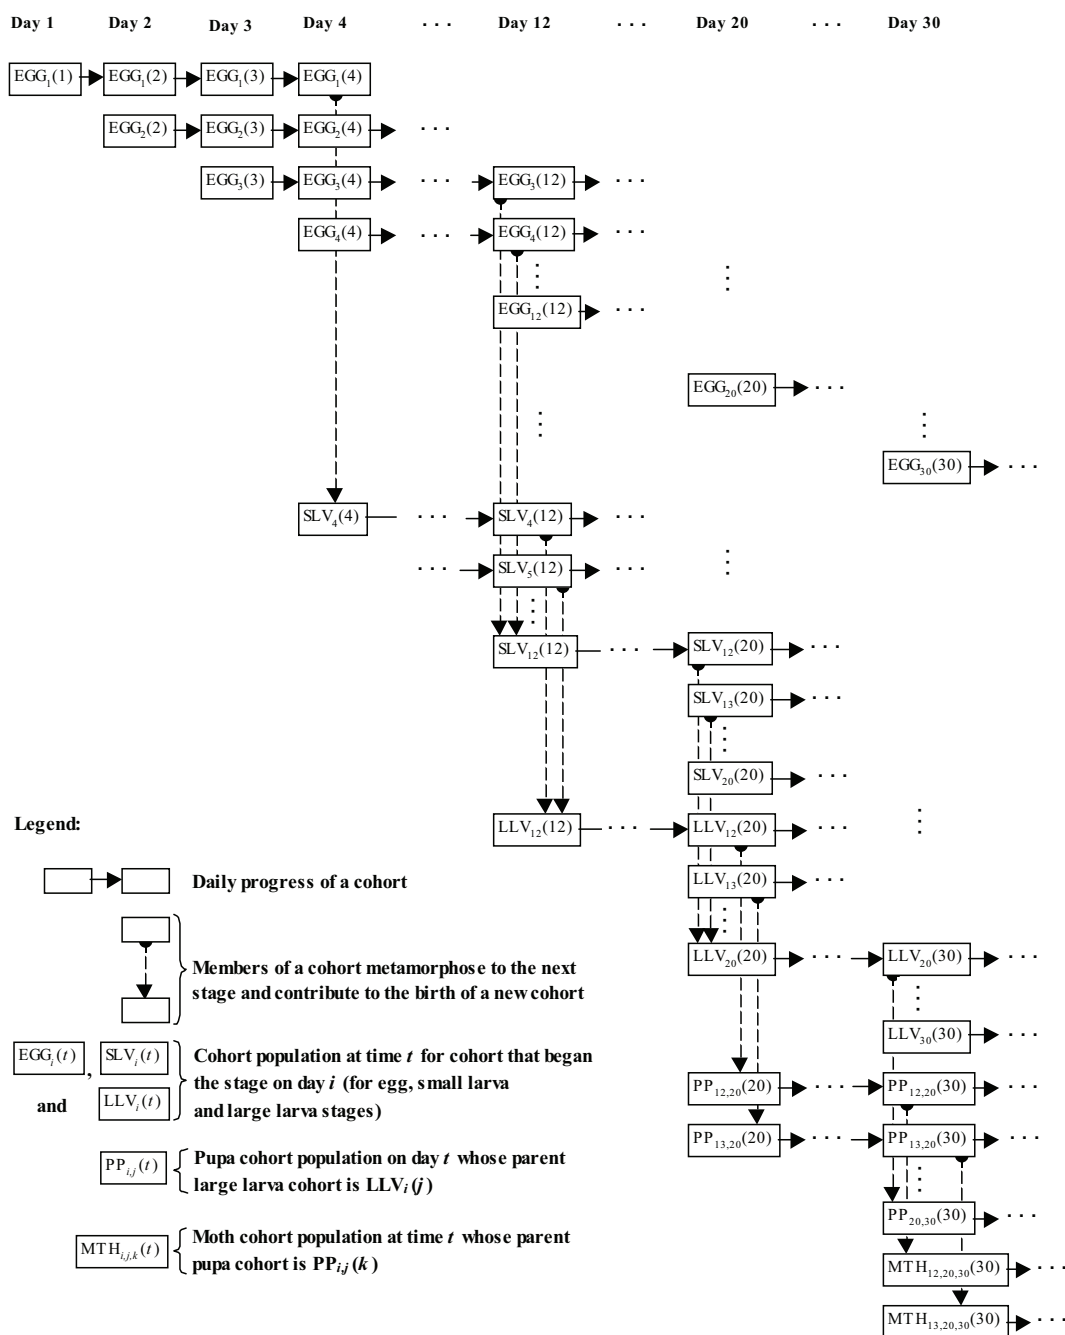 Day 1 Day 2 Day 3 Day 4 · · · Day 12 · · · Day 20 · · · Day 30
EGG₁(1) EGG₁(2) EGG₁(3) EGG₁(4)
EGG₂(2) EGG₂(3) EGG₂(4) · · ·
EGG₃(3) EGG₃(4) · · · EGG₃(12) · · ·
EGG₄(4) · · · EGG₄(12) · · ·
EGG₁₂(12) · · ·
EGG₂₀(20) · · ·
EGG₃₀(30) · · ·
SLV₄(4) · · · SLV₄(12) · · ·
· · · SLV₅(12) · · ·
SLV₁₂(12) · · · SLV₁₂(20) · · ·
SLV₁₃(20) · · ·
SLV₂₀(20) · · ·
LLV₁₂(12) · · · LLV₁₂(20) · · ·
LLV₁₃(20) · · ·
LLV₂₀(20) · · · LLV₂₀(30) · · ·
LLV₃₀(30) · · ·
PP₁₂,₂₀(20) · · · PP₁₂,₂₀(30) · · ·
PP₁₃,₂₀(20) · · · PP₁₃,₂₀(30) · · ·
PP₂₀,₃₀(30)
MTH₁₂,₂₀,₃₀(30) · · ·
MTH₁₃,₂₀,₃₀(30) · · ·
Legend:
Daily progress of a cohort
Members of a cohort metamorphose to the next
stage and contribute to the birth of a new cohort
EGGᵢ(t) , SLVᵢ(t)
and LLVᵢ(t)
Cohort population at time t for cohort that began
the stage on day i (for egg, small larva
and large larva stages)
PPᵢ,ⱼ(t)
Pupa cohort population on day t whose parent
large larva cohort is LLVᵢ(j)
MTHᵢ,ⱼ,ₖ(t)
Moth cohort population at time t whose parent
pupa cohort is PPᵢ,ⱼ(k)